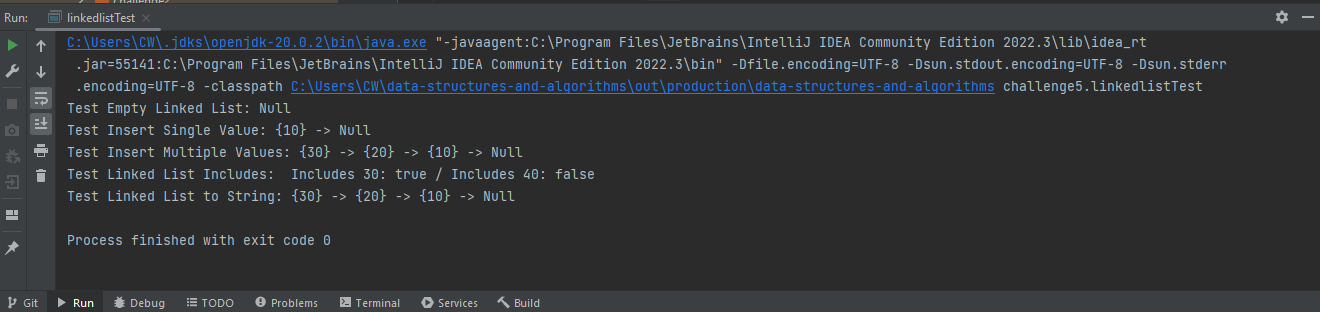 challenge2
Run: linkedlistTest
C:\Users\CW\.jdks\openjdk-20.0.2\bin\java.exe "-javaagent:C:\Program Files\JetBrains\IntelliJ IDEA Community Edition 2022.3\lib\idea_rt
.jar=55141:C:\Program Files\JetBrains\IntelliJ IDEA Community Edition 2022.3\bin" -Dfile.encoding=UTF-8 -Dsun.stdout.encoding=UTF-8 -Dsun.stderr
.encoding=UTF-8 -classpath C:\Users\CW\data-structures-and-algorithms\out\production\data-structures-and-algorithms challenge5.linkedlistTest
Test Empty Linked List: Null
Test Insert Single Value: {10} -> Null
Test Insert Multiple Values: {30} -> {20} -> {10} -> Null
Test Linked List Includes:  Includes 30: true / Includes 40: false
Test Linked List to String: {30} -> {20} -> {10} -> Null
Process finished with exit code 0
Git Run Debug TODO Problems Terminal Services Build